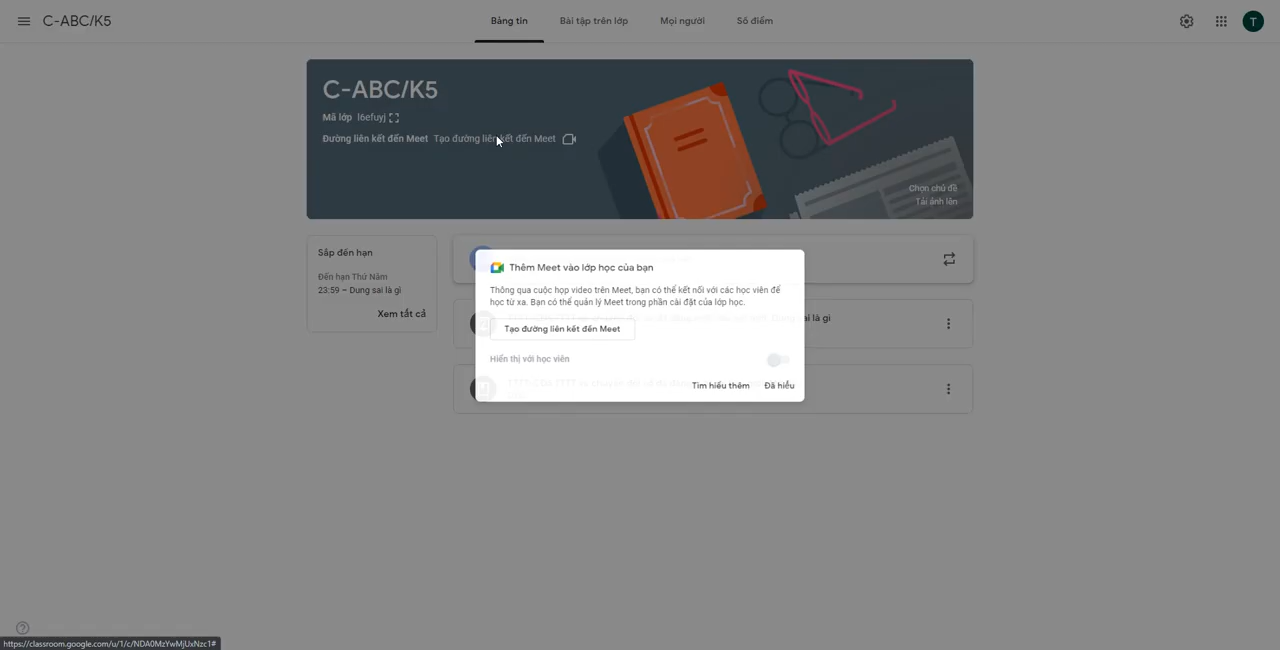 C-ABC/K5
Bảng tin
Bài tập trên lớp
Mọi người
Số điểm
T
C-ABC/K5
Mã lớp l6efuyj
Đường liên kết đến Meet Tạo đường liên kết đến Meet
Chọn chủ đề
Tải ảnh lên
Sắp đến hạn
Đến hạn Thứ Năm
23:59 – Dung sai là gì
Xem tất cả
Thêm Meet vào lớp học của bạn
Thông qua cuộc họp video trên Meet, bạn có thể kết nối với các học viên để
học từ xa. Bạn có thể quản lý Meet trong phần cài đặt của lớp học.
sai là gì
Tạo đường liên kết đến Meet
Hiển thị với học viên
Tìm hiểu thêm
Đã hiểu
https://classroom.google.com/u/1/c/NDA0MzYwMjUxNzc1#